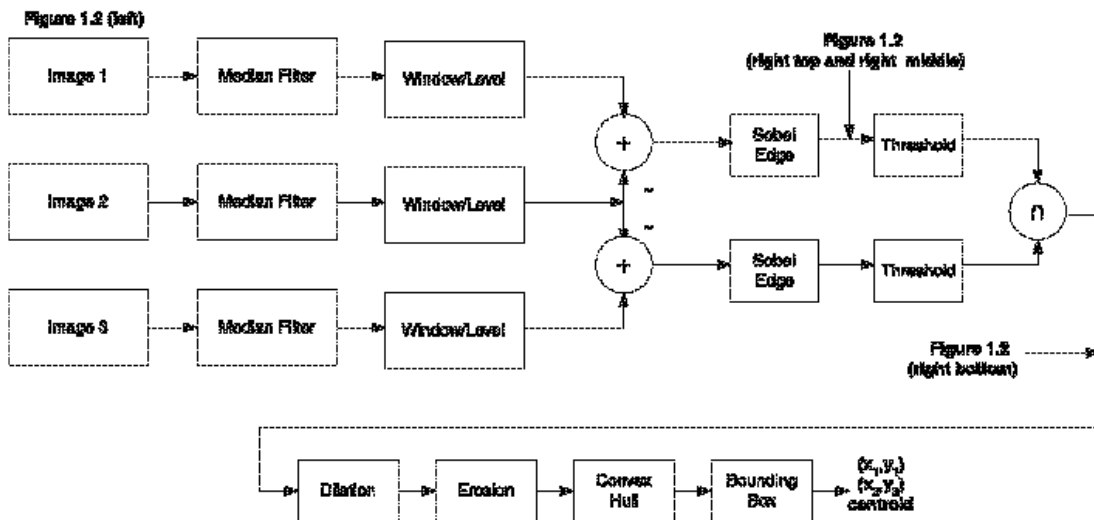 Figure 1.2 (left)
Image 1
Median Filter
Window/Level
Figure 1.2
(right top and right middle)
+
Sobel
Edge
Threshold
Image 2
Median Filter
Window/Level
-
-
∩
+
Sobel
Edge
Threshold
Image 3
Median Filter
Window/Level
Figure 1.2
(right bottom)
Dilation
Erosion
Convex
Hull
Bounding
Box
(x₁,y₁)
(x₂,y₂)
centroid